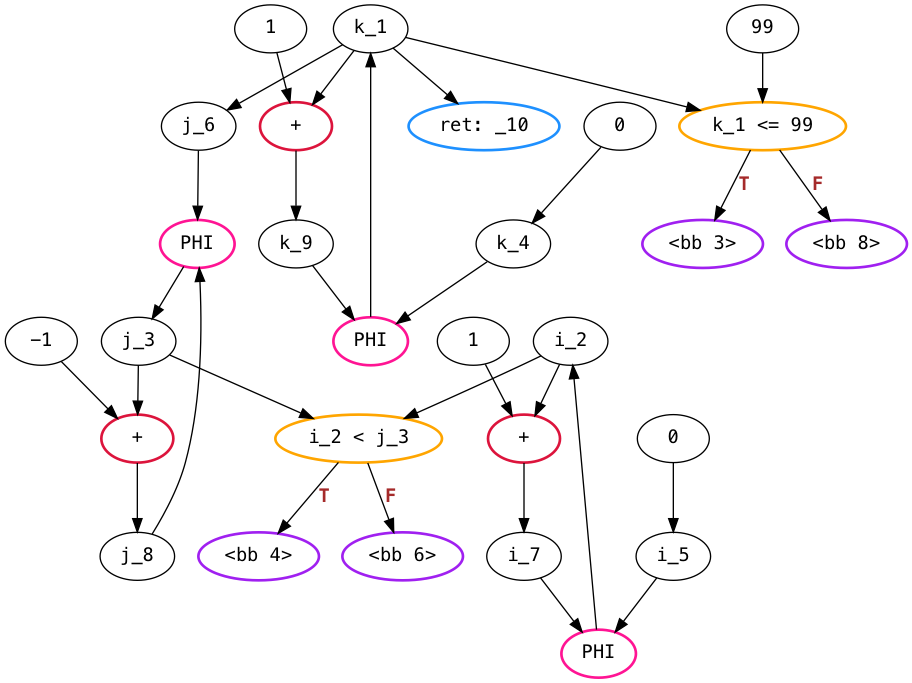 1
k_1
99
j_6
+
ret: _10
0
k_1 <= 99
T
F
PHI
k_9
k_4
<bb 3>
<bb 8>
−1
j_3
PHI
1
i_2
+
i_2 < j_3
+
0
T
F
j_8
<bb 4>
<bb 6>
i_7
i_5
PHI